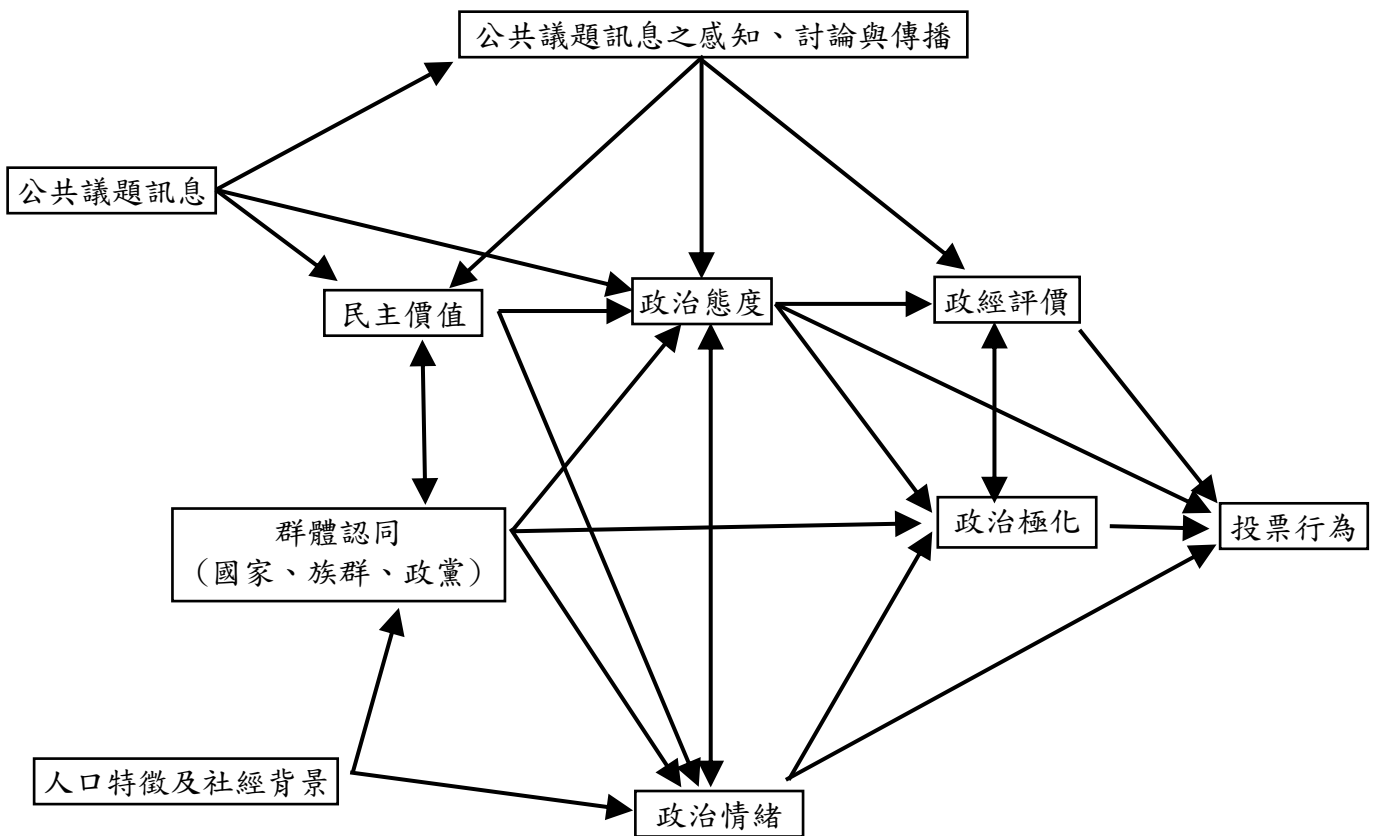 公共議題訊息之感知、討論與傳播
公共議題訊息
民主價值
政治態度
政經評價
群體認同
（國家、族群、政黨）
政治極化
投票行為
人口特徵及社經背景
政治情緒